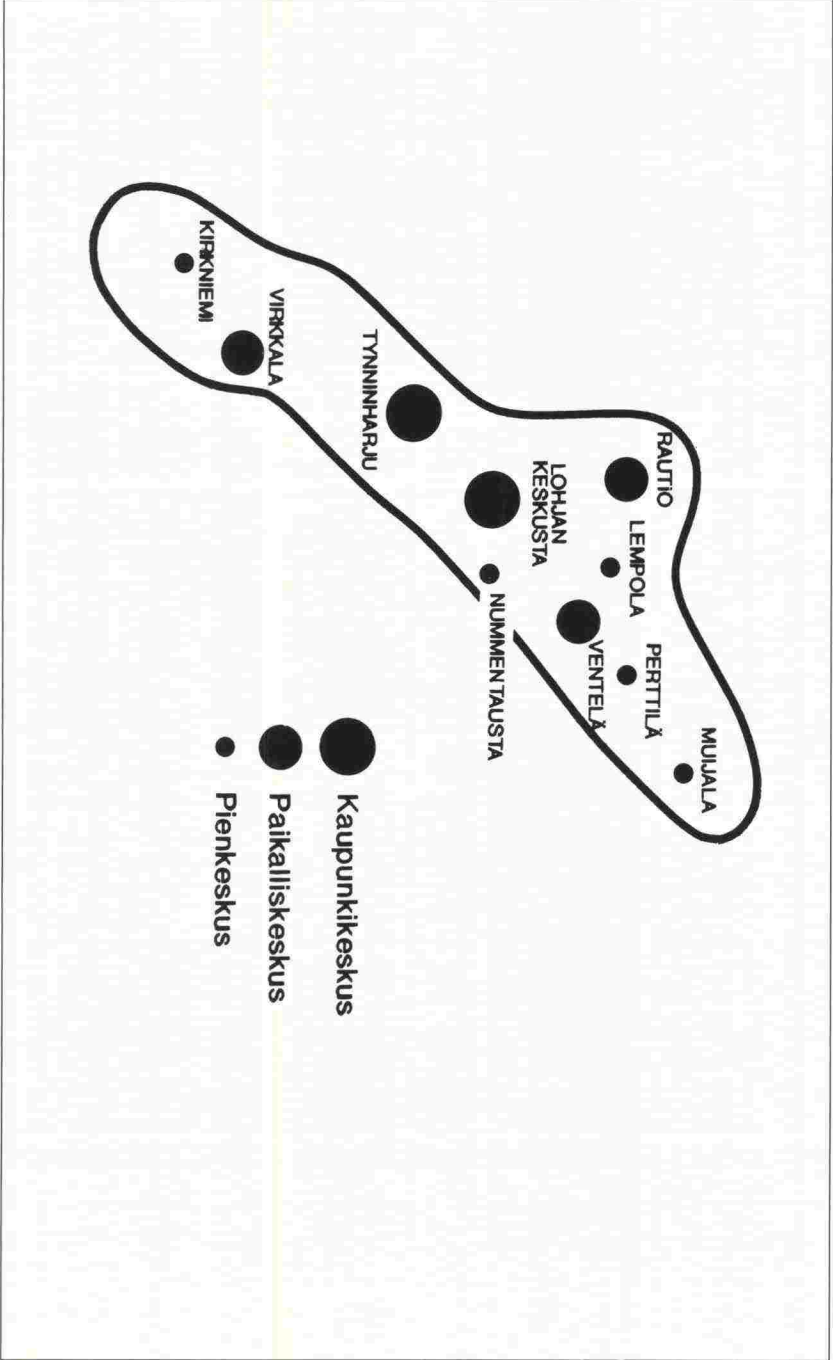 MUIJALA
RAUTIO
PERTTILÄ
LEMPOLA
VENTELÄ
LOHJAN
KESKUSTA
NUMMENTAUSTA
TYNNINHARJU
VIRKKALA
KIRKNIEMI
Kaupunkikeskus
Paikalliskeskus
Pienkeskus